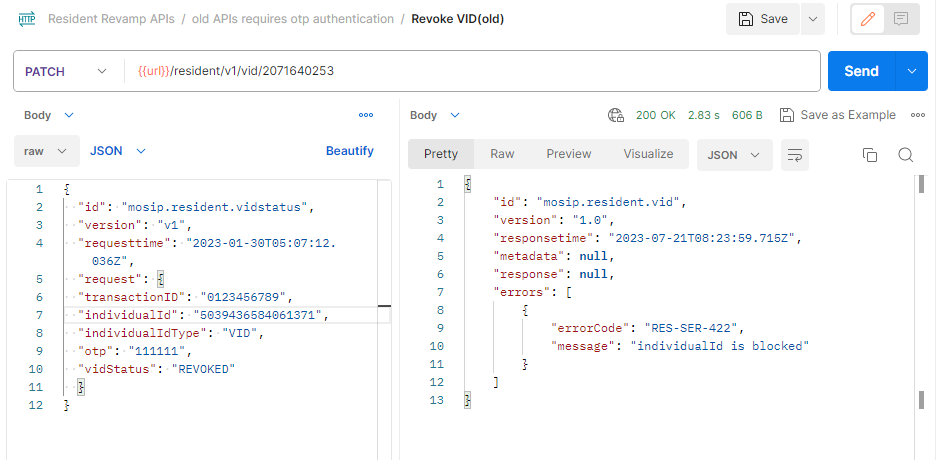 HTTP Resident Revamp APIs / old APIs requires otp authentication / Revoke VID(old) Save
PATCH {{url}}/resident/v1/vid/2071640253 Send
Body
raw JSON Beautify
1 {
2 "id": "mosip.resident.vidstatus",
3 "version": "v1",
4 "requesttime": "2023-01-30T05:07:12.
036Z",
5 "request": {
6 "transactionID": "0123456789",
7 "individualId": "5039436584061371",
8 "individualIdType": "VID",
9 "otp": "111111",
10 "vidStatus": "REVOKED"
11 }
12 }
Body 200 OK 2.83 s 606 B Save as Example
Pretty Raw Preview Visualize JSON
1 {
2 "id": "mosip.resident.vid",
3 "version": "1.0",
4 "responsetime": "2023-07-21T08:23:59.715Z",
5 "metadata": null,
6 "response": null,
7 "errors": [
8 {
9 "errorCode": "RES-SER-422",
10 "message": "individualId is blocked"
11 }
12 ]
13 }